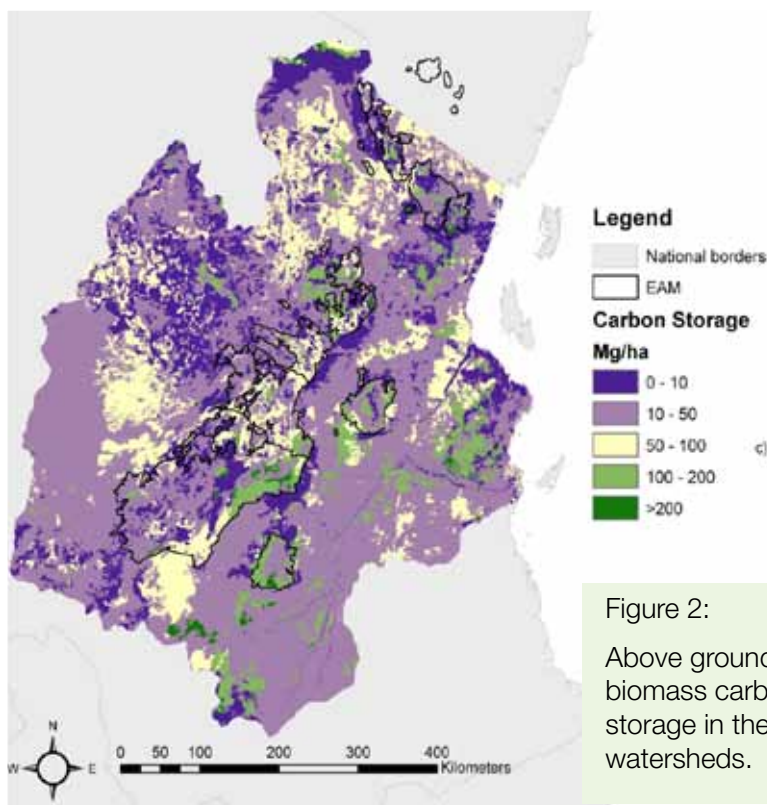 Legend
National borders
EAM
Carbon Storage
Mg/ha
0 - 10
10 - 50
50 - 100
100 - 200
>200
c)
Figure 2:
Above ground
biomass carb
storage in the
watersheds.
N
W E
S
0 50 100 200 300 400
Kilometers